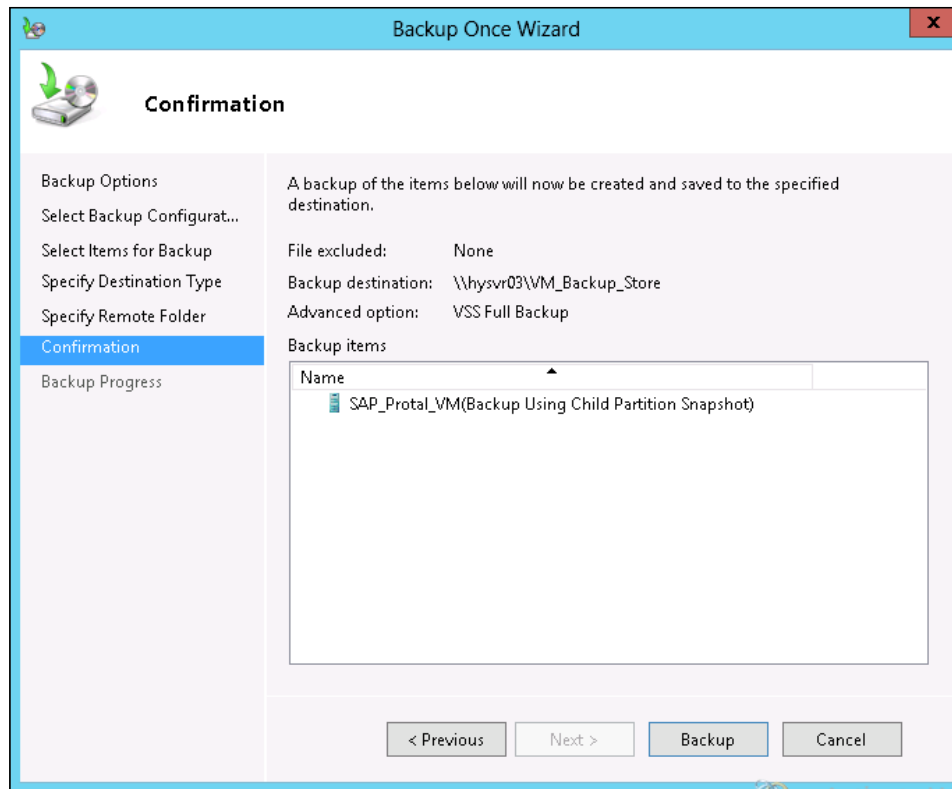 Backup Once Wizard
x
Confirmation
Backup Options
Select Backup Configurat...
Select Items for Backup
Specify Destination Type
Specify Remote Folder
Confirmation
Backup Progress
A backup of the items below will now be created and saved to the specified
destination.
File excluded: None
Backup destination: \\hysvr03\VM_Backup_Store
Advanced option: VSS Full Backup
Backup items
Name
SAP_Protal_VM(Backup Using Child Partition Snapshot)
< Previous Next > Backup Cancel